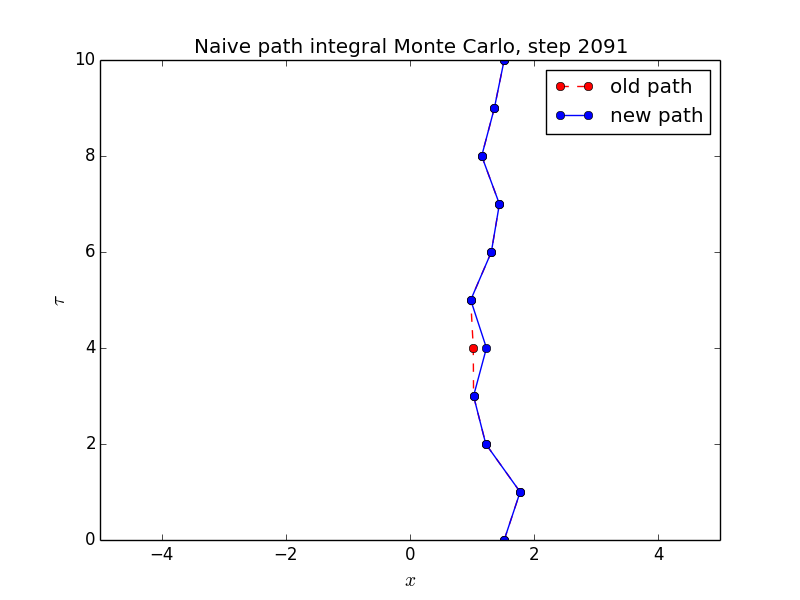 Naive path integral Monte Carlo, step 2091
10
old path
new path
8
6
τ
4
2
0
−4 −2 0 2 4
x